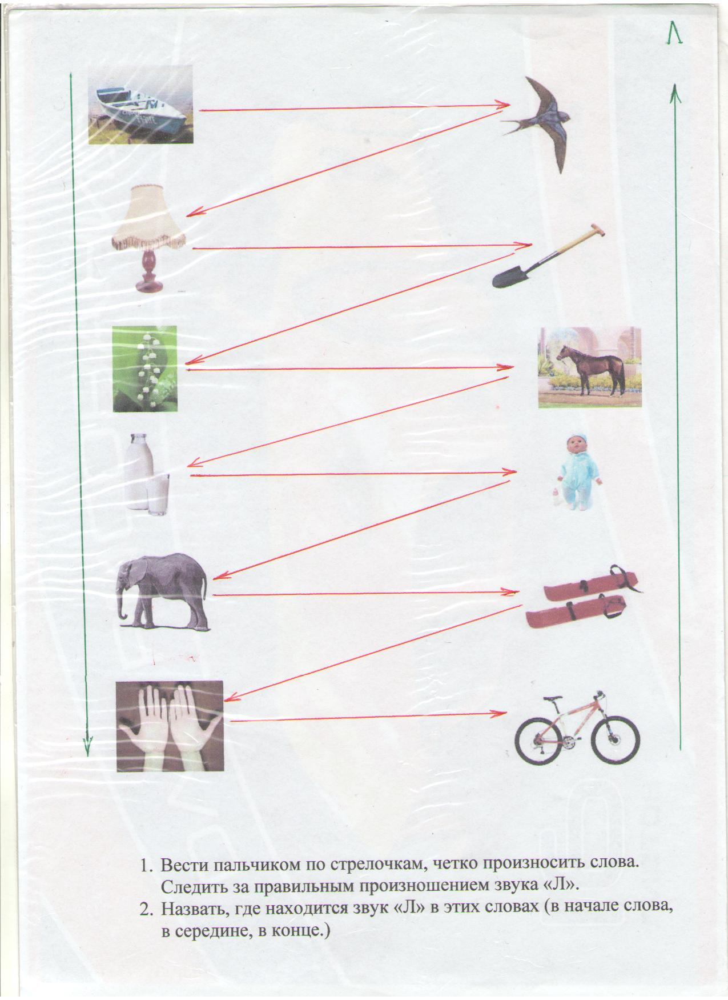 Л
1. Вести пальчиком по стрелочкам, четко произносить слова.
Следить за правильным произношением звука «Л».
2. Назвать, где находится звук «Л» в этих словах (в начале слова,
в середине, в конце.)